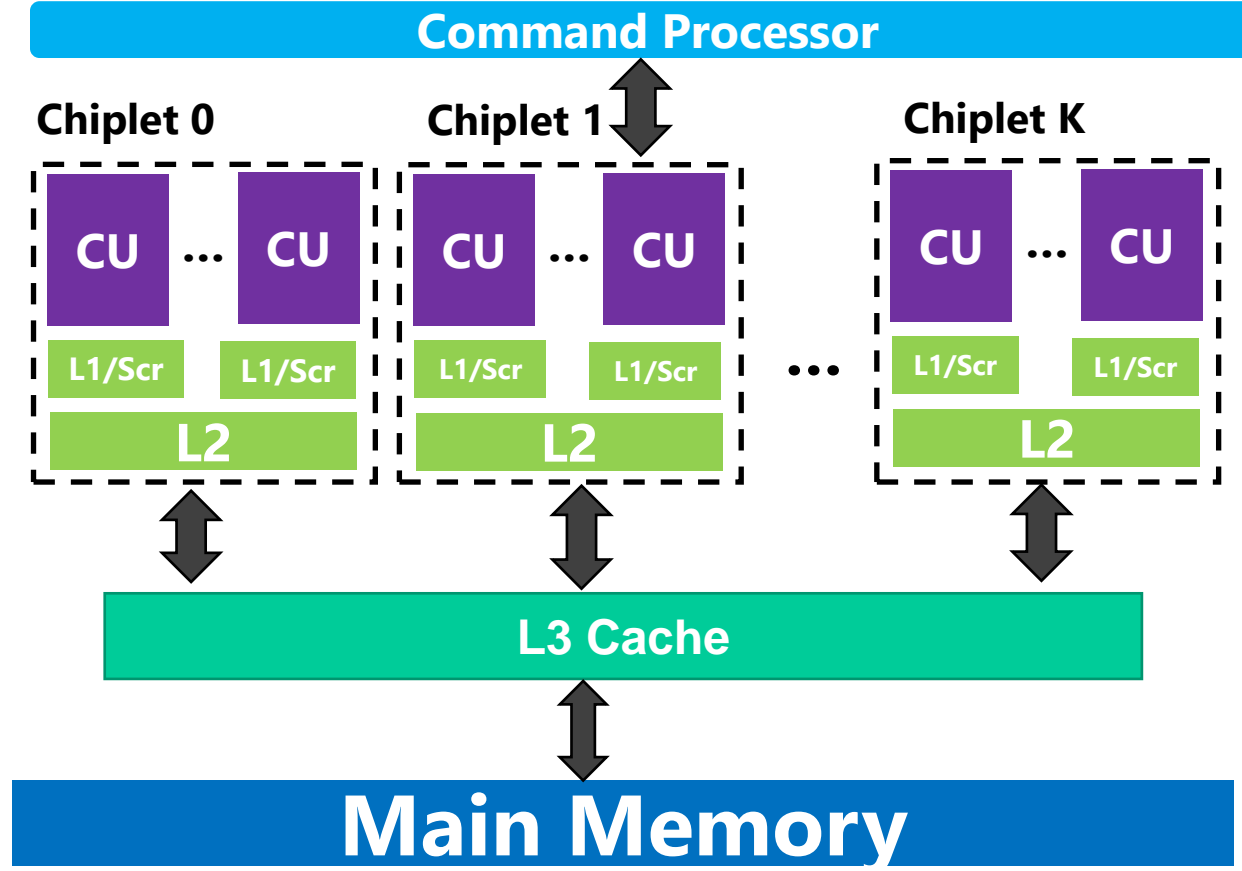 Command Processor
Chiplet 0
Chiplet 1
Chiplet K
CU ... CU
CU ... CU
CU ... CU
L1/Scr L1/Scr
L1/Scr L1/Scr
...
L1/Scr L1/Scr
L2
L2
L2
L3 Cache
Main Memory